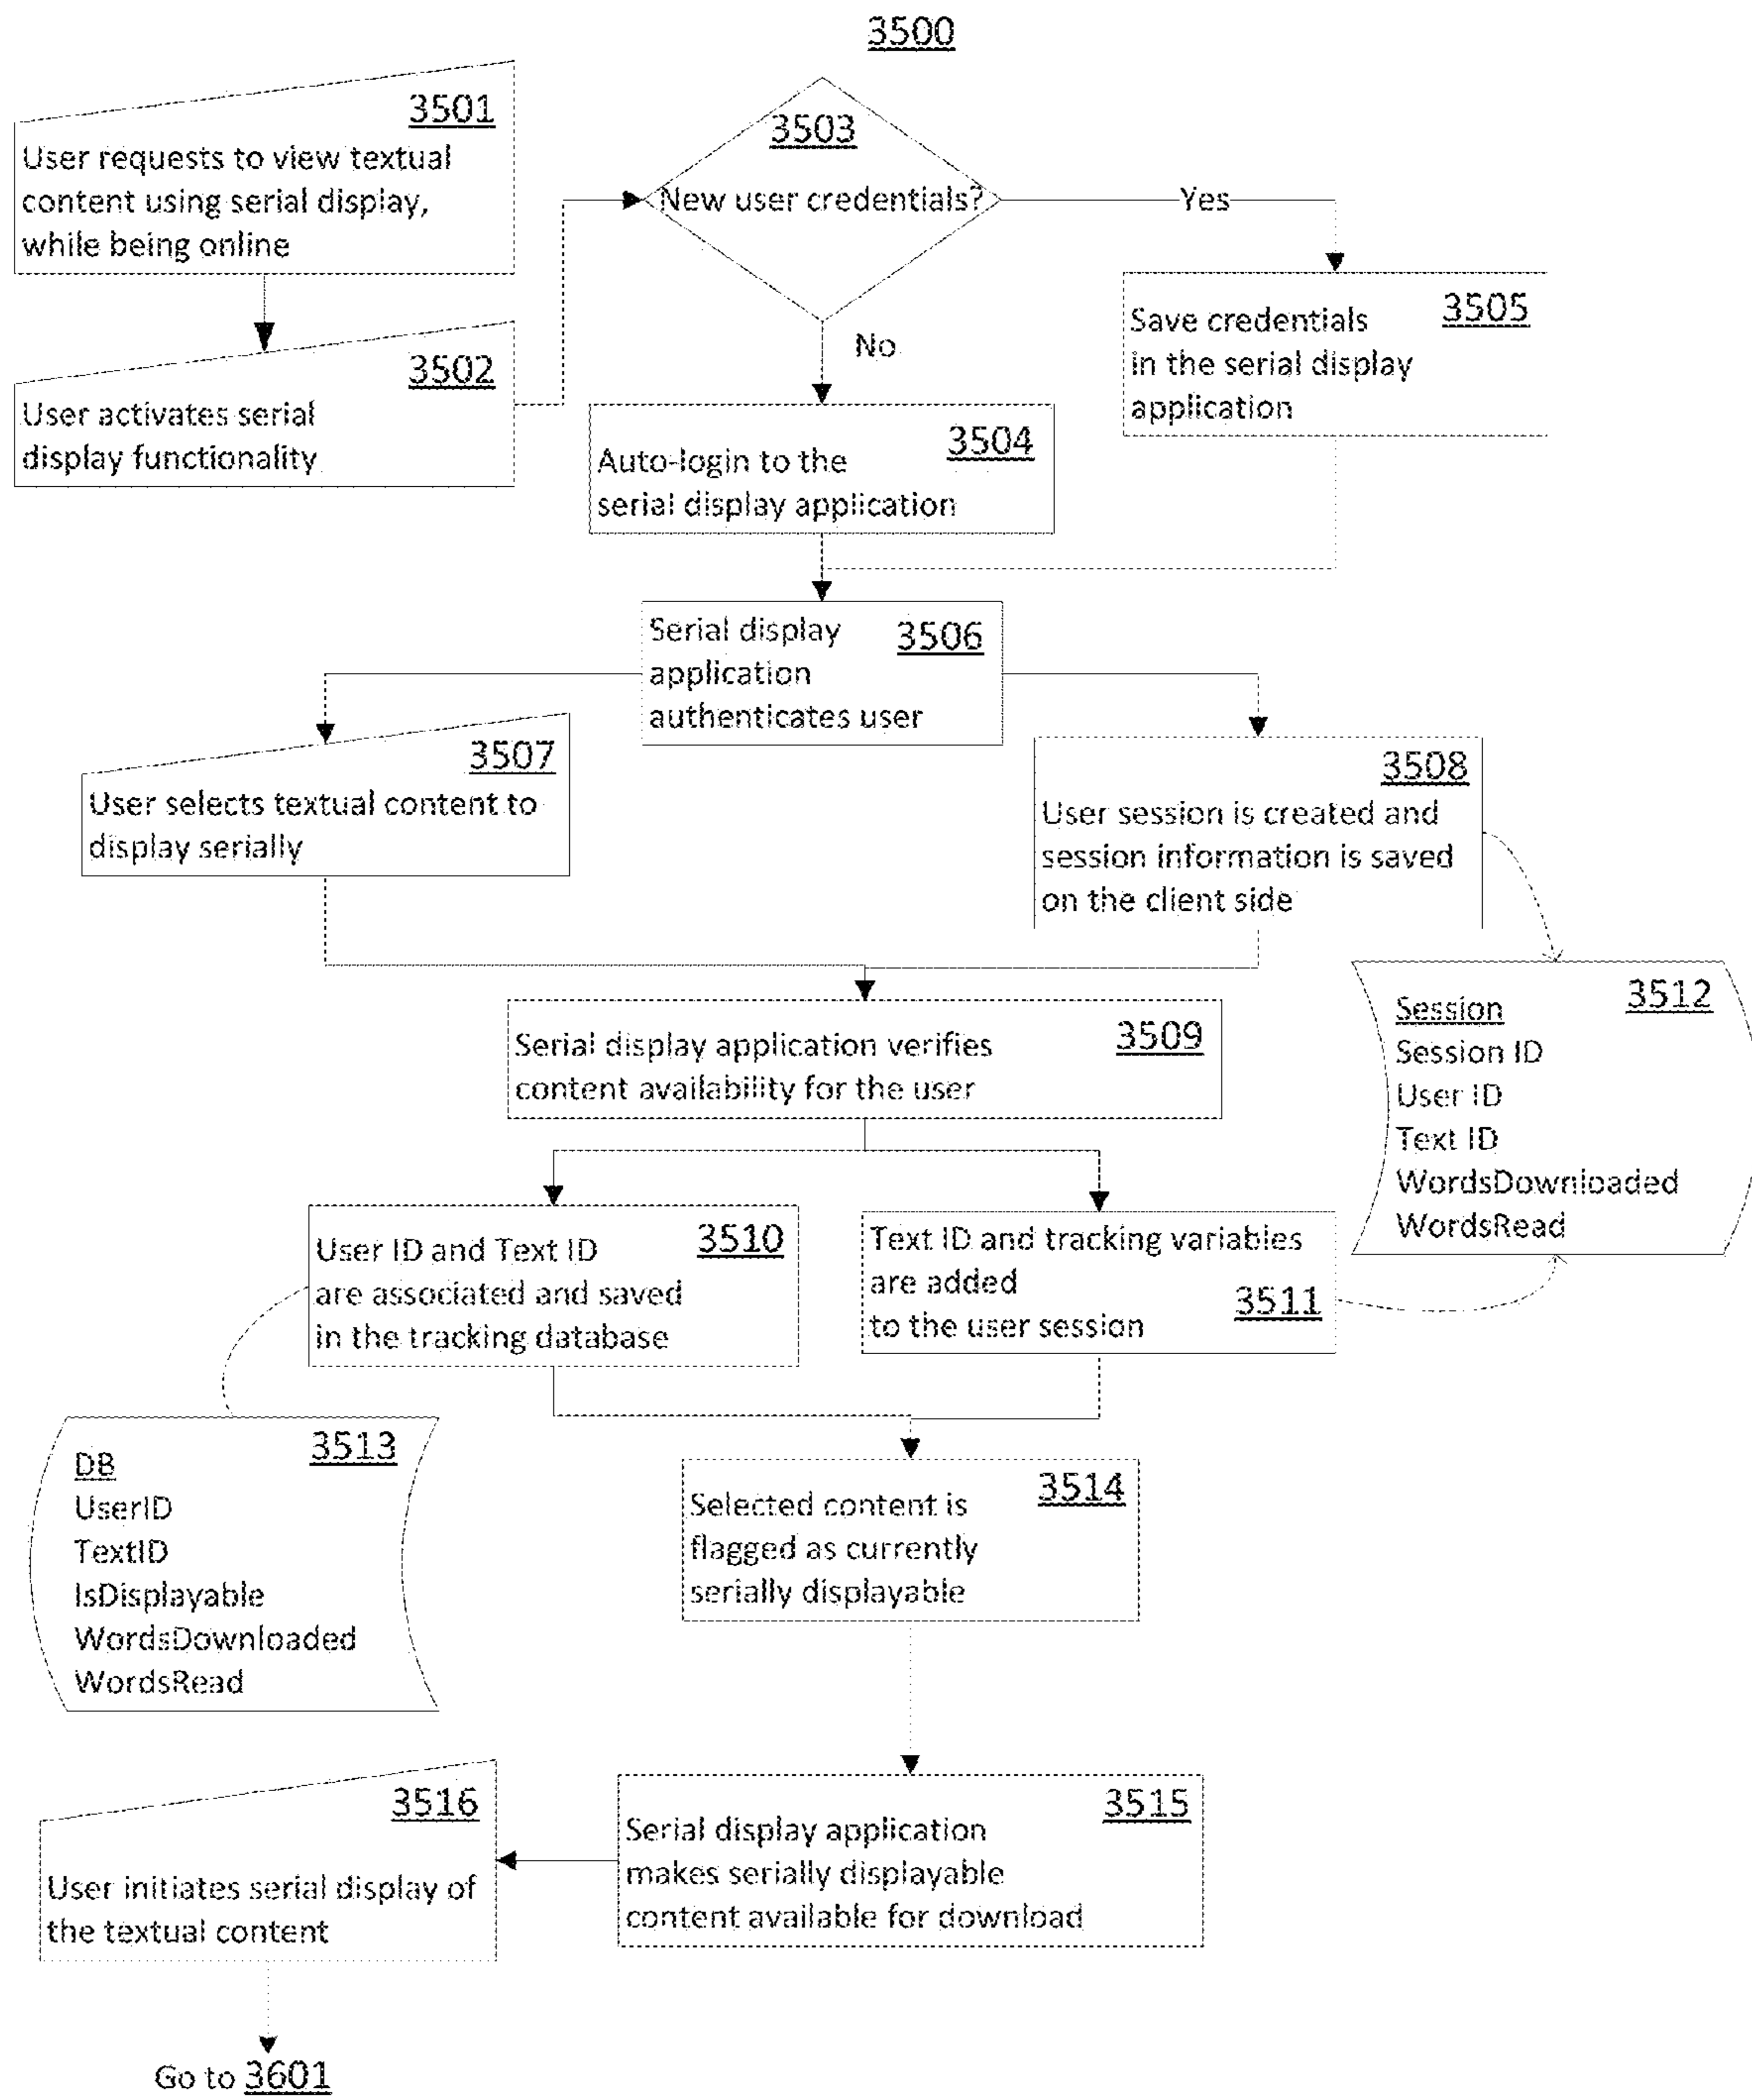 3500
3501
User requests to view textual
content using serial display,
while being online
3502
User activates serial
display functionality
3503
New user credentials?
Yes
No
3505
Save credentials
in the serial display
application
3504
Auto-login to the
serial display application
3506
Serial display
application
authenticates user
3507
User selects textual content to
display serially
3508
User session is created and
session information is saved
on the client side
3509
Serial display application verifies
content availability for the user
3512
Session
Session ID
User ID
Text ID
WordsDownloaded
WordsRead
3510
User ID and Text ID
are associated and saved
in the tracking database
Text ID and tracking variables
are added
3511
to the user session
3513
DB
UserID
TextID
IsDisplayable
WordsDownloaded
WordsRead
3514
Selected content is
flagged as currently
serially displayable
3515
Serial display application
makes serially displayable
content available for download
3516
User initiates serial display of
the textual content
Go to 3601